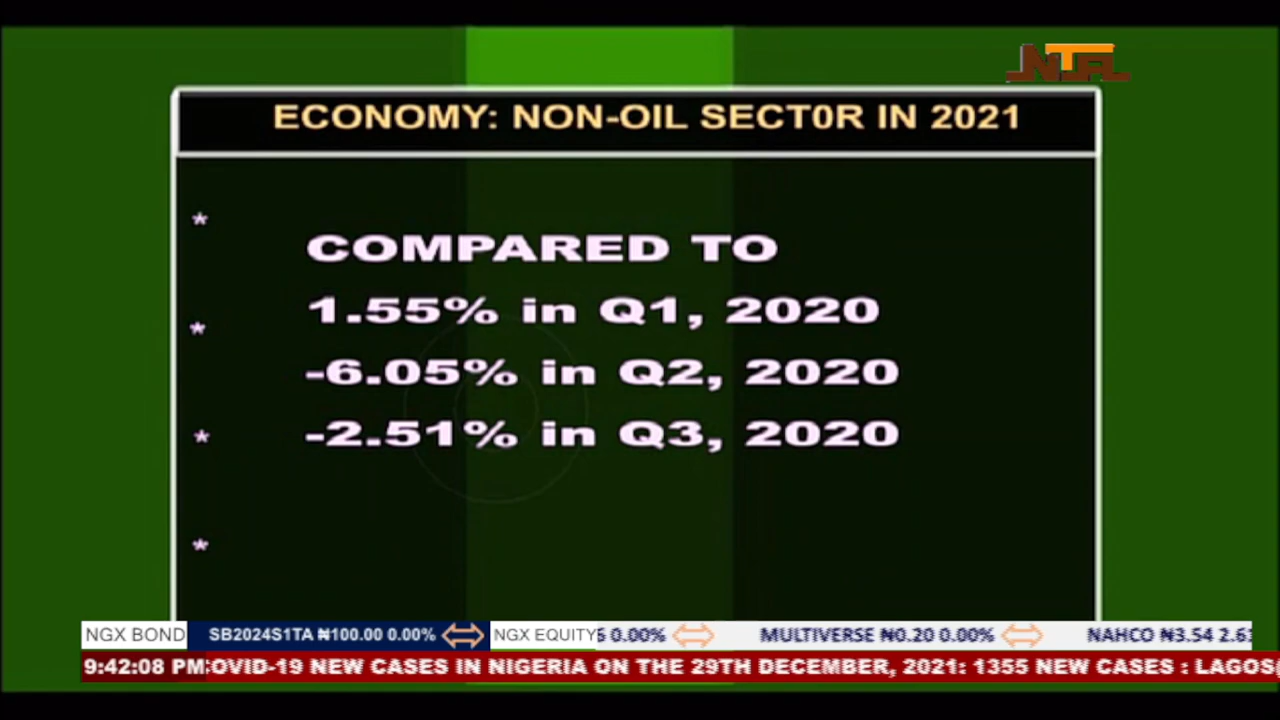 NTA
ECONOMY: NON-OIL SECT0R IN 2021
*
COMPARED TO
1.55% in Q1, 2020
*
-6.05% in Q2, 2020
*
-2.51% in Q3, 2020
*
NGX BOND SB2024S1TA ₦100.00 0.00% NGX EQUITY 0.00% MULTIVERSE ₦0.20 0.00% NAHCO ₦3.54
9:42:08 PM OVID-19 NEW CASES IN NIGERIA ON THE 29TH DECEMBER, 2021: 1355 NEW CASES : LAGOS